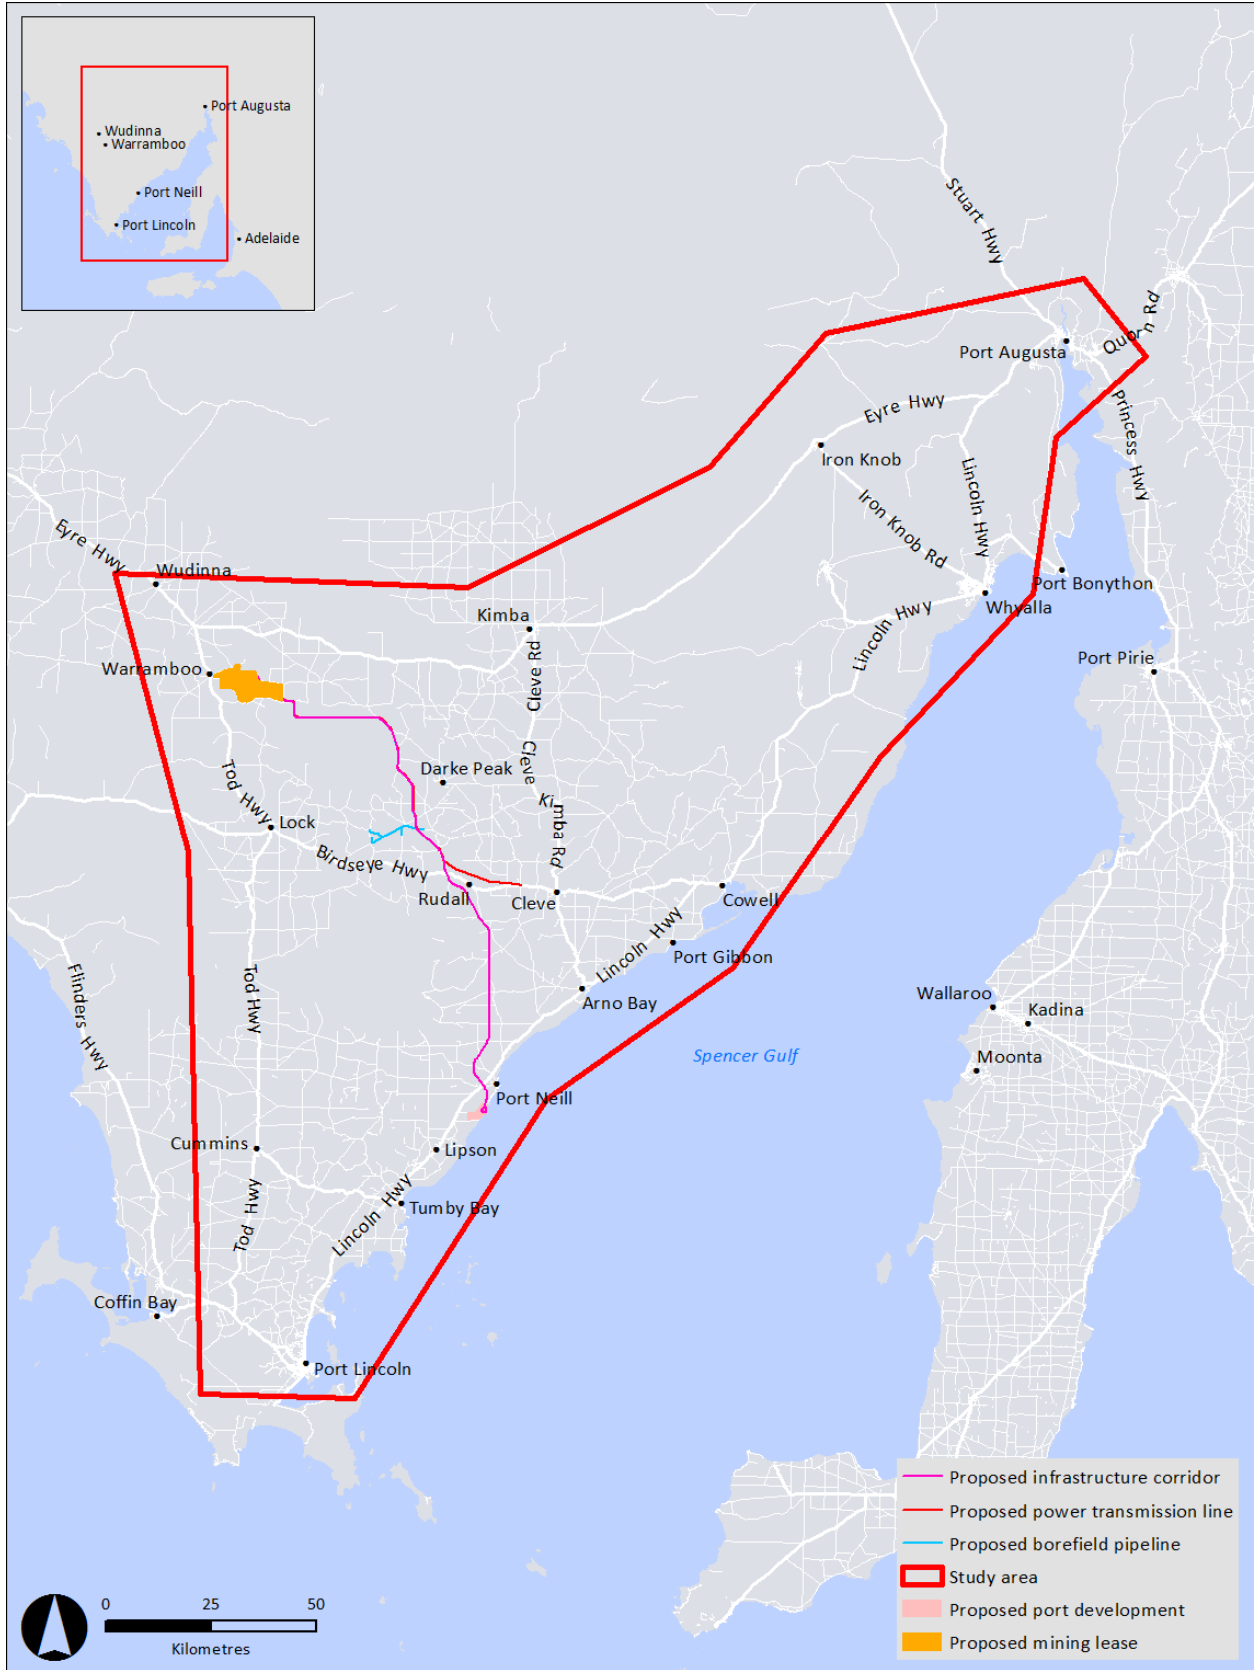 Port Augusta
Wudinna
Warramboo
Port Neill
Port Lincoln
Adelaide
Stuart Hwy
Quorn Rd
Port Augusta
Princess Hwy
Eyre Hwy
Iron Knob
Lincoln Hwy
Iron Knob Rd
Eyre Hwy
Wudinna
Port Bonython
Whyalla
Kimba
Lincoln Hwy
Warramboo
Cleve Rd
Port Pirie
Darke Peak
Cleve Kimba Rd
Tod Hwy
Lock
Birdseye Hwy
Rudall
Cleve
Cowell
Lincoln Hwy
Port Gibbon
Flinders Hwy
Tod Hwy
Arno Bay
Wallaroo
Kadina
Spencer Gulf
Moonta
Port Neill
Cummins
Lipson
Tod Hwy
Lincoln Hwy
Tumby Bay
Coffin Bay
Port Lincoln
Proposed infrastructure corridor
Proposed power transmission line
Proposed borefield pipeline
Study area
Proposed port development
Proposed mining lease
0 25 50
Kilometres